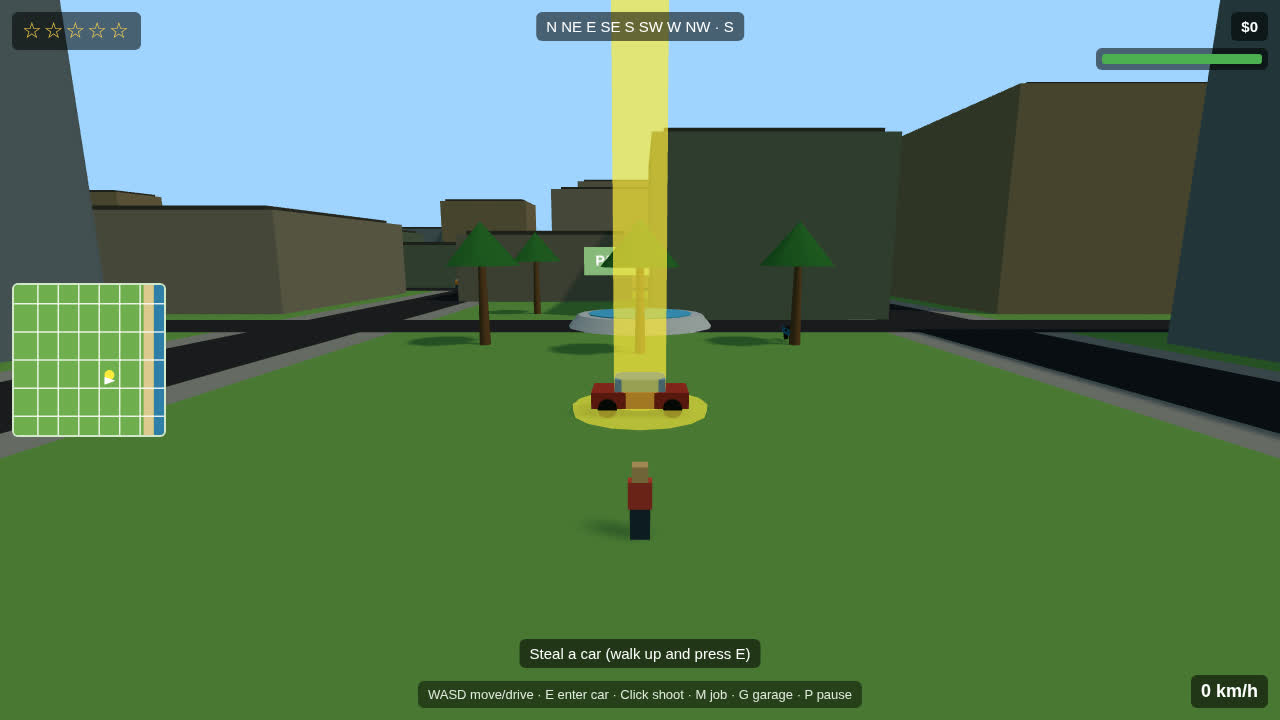 N NE E SE S SW W NW · S
$0
Steal a car (walk up and press E)
WASD move/drive · E enter car · Click shoot · M job · G garage · P pause
0 km/h